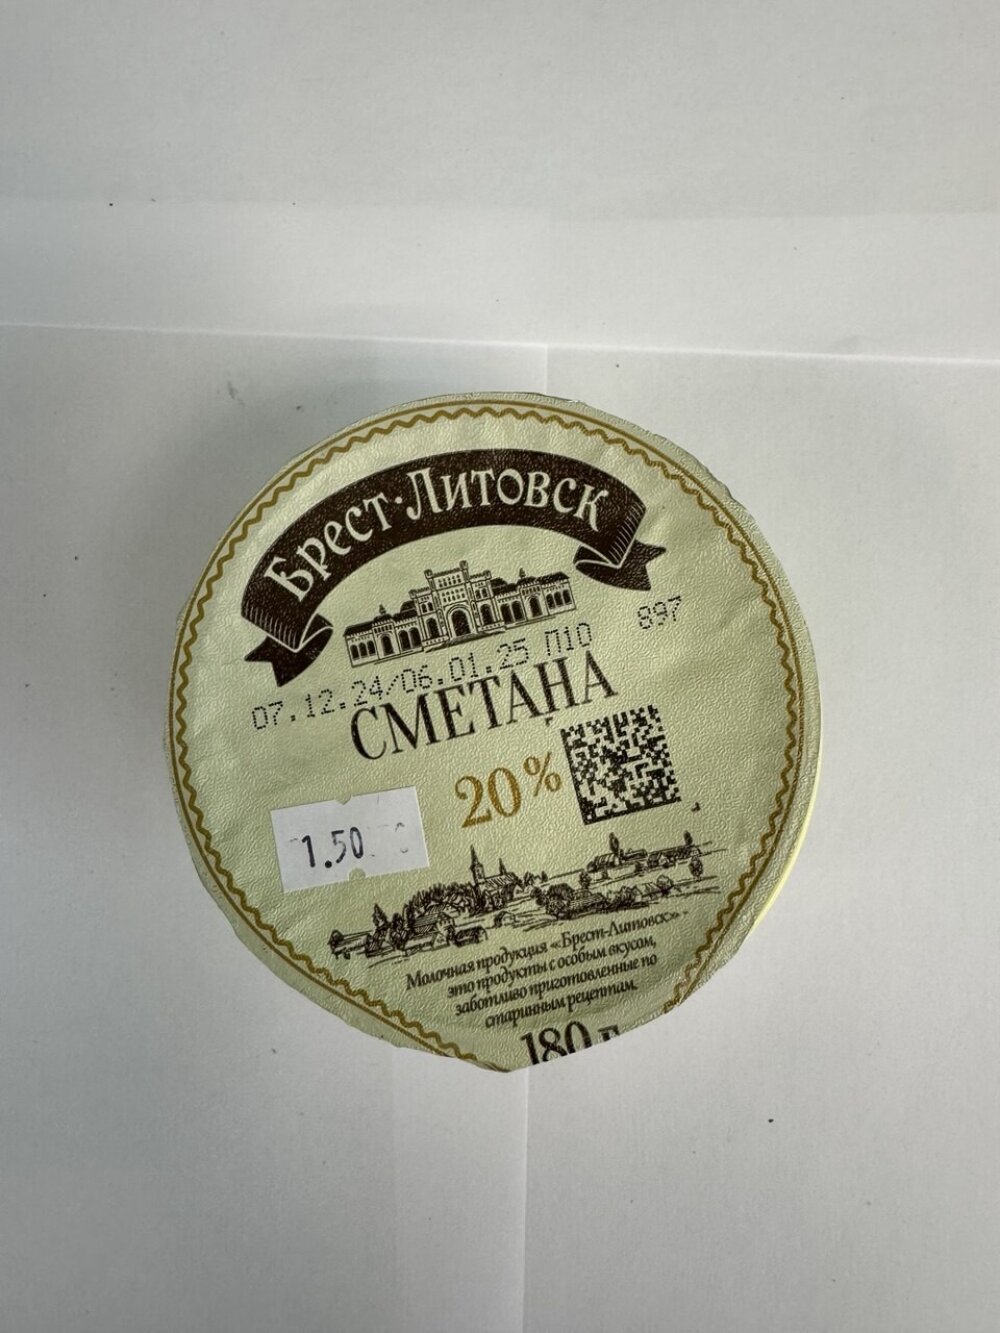 Брест-Литовск
897
07.12.24/06.01.25 П10
СМЕТАНА
20%
1.50
Молочная продукция «Брест-Литовск» -
это продукты с особым вкусом,
заботливо приготовленные по
старинным рецептам.
180 г